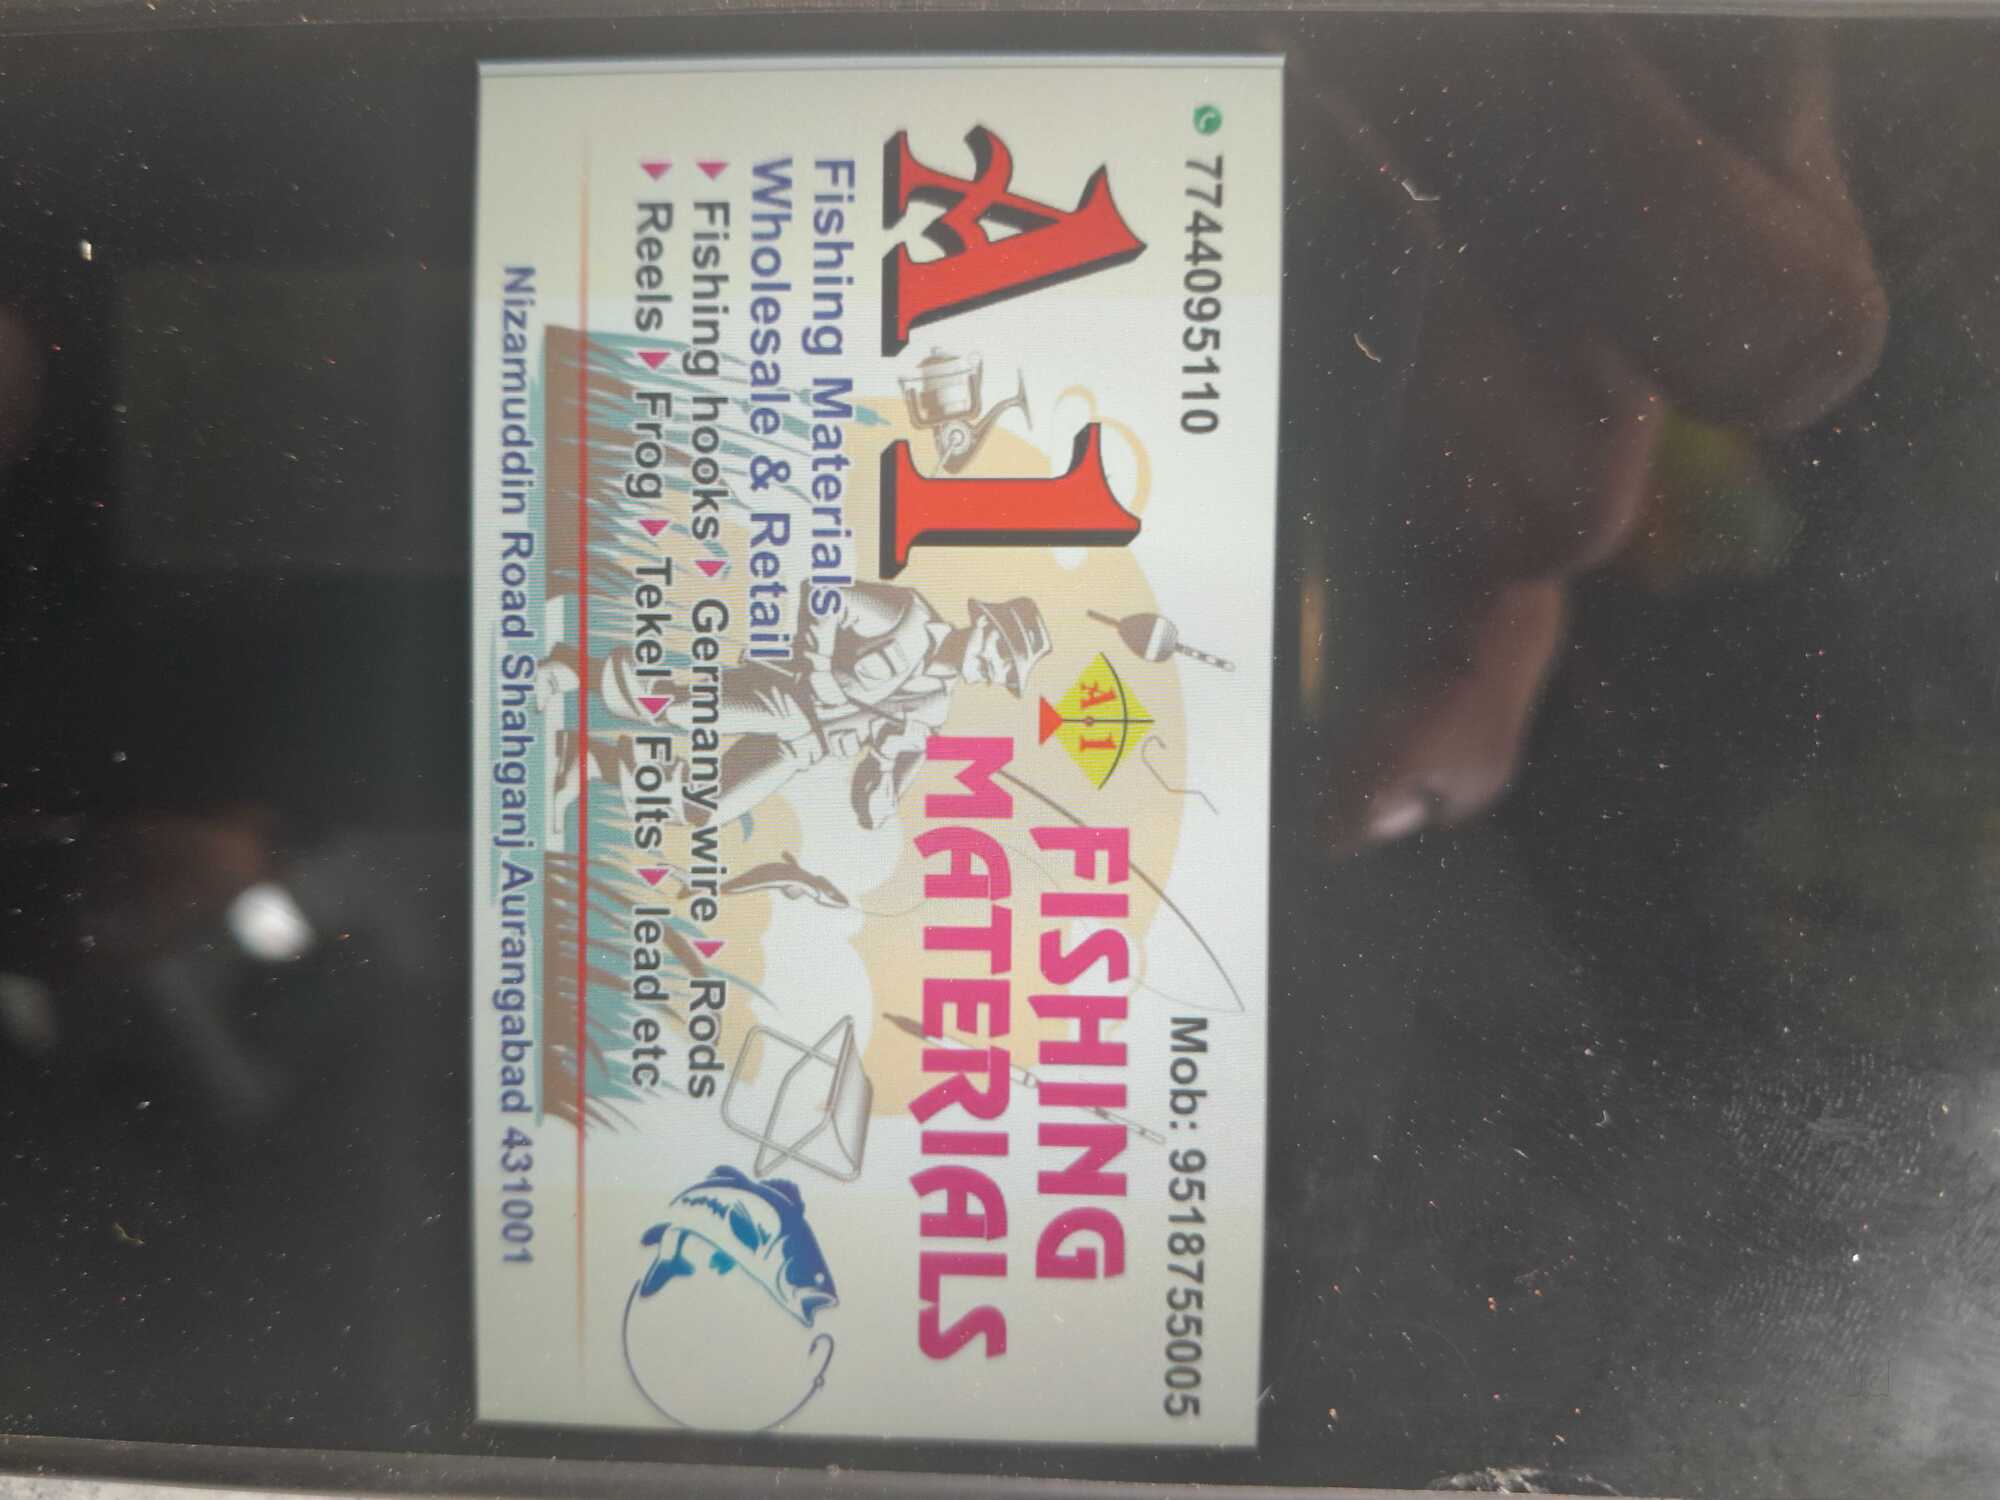 7744095110 Mob: 9518755005
A1 FISHING
MATERIALS
A 1
Fishing Materials
Wholesale & Retail
Fishing hooks Germany wire Rods
Reels Frog Tekel Folts lead etc
Nizamuddin Road Shahganj Aurangabad 431001